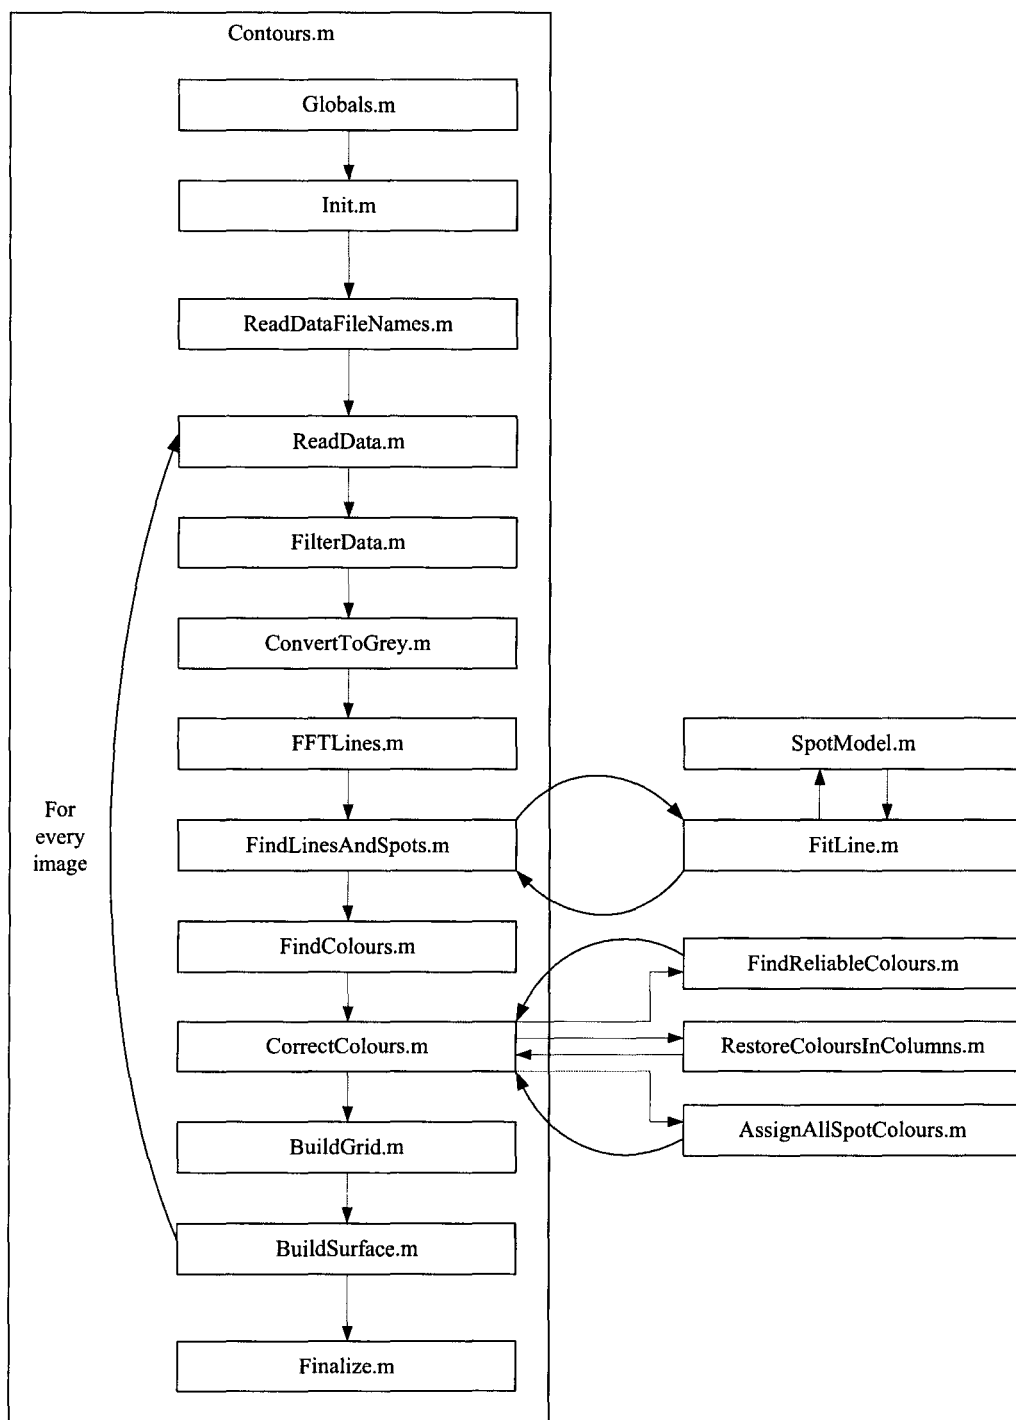 Contours.m
Globals.m
Init.m
ReadDataFileNames.m
ReadData.m
FilterData.m
ConvertToGrey.m
FFTLines.m
SpotModel.m
For
every
image
FindLinesAndSpots.m
FitLine.m
FindColours.m
FindReliableColours.m
CorrectColours.m
RestoreColoursInColumns.m
AssignAllSpotColours.m
BuildGrid.m
BuildSurface.m
Finalize.m